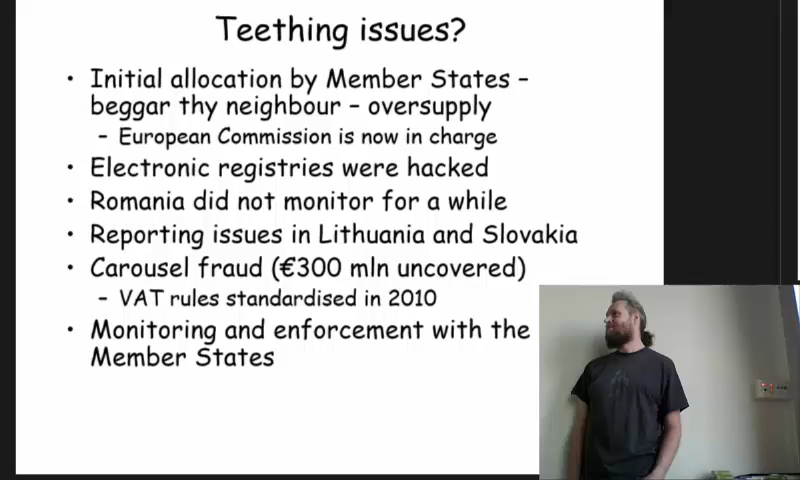 Teething issues?
• Initial allocation by Member States –
beggar thy neighbour – oversupply
– European Commission is now in charge
• Electronic registries were hacked
• Romania did not monitor for a while
• Reporting issues in Lithuania and Slovakia
• Carousel fraud (€300 mln uncovered)
– VAT rules standardised in 2010
• Monitoring and enforcement with the
Member States